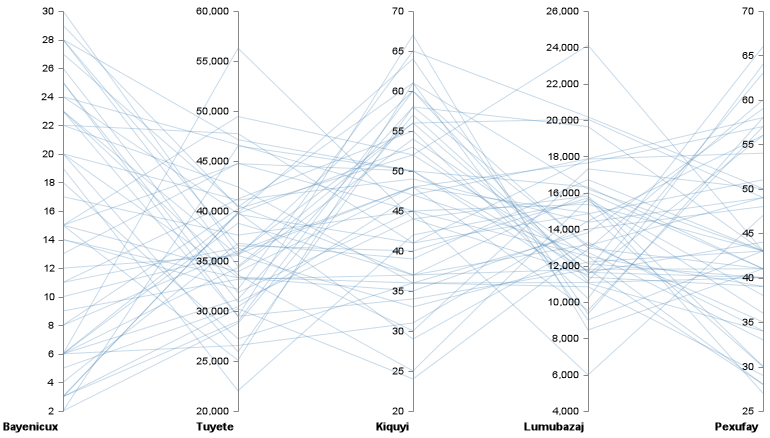 30 60,000 70 26,000 70
28 55,000 65 24,000 65
26 50,000 60 22,000 60
24 45,000 55 20,000 55
22 40,000 50 18,000 50
20 35,000 45 16,000 45
18 30,000 40 14,000 40
16 25,000 35 12,000 35
14 20,000 30 10,000 30
12 25 8,000 25
10 20 6,000
8 4,000
6
4
2
Bayenicux Tuyete Kiquyi Lumubazaj Pexufay